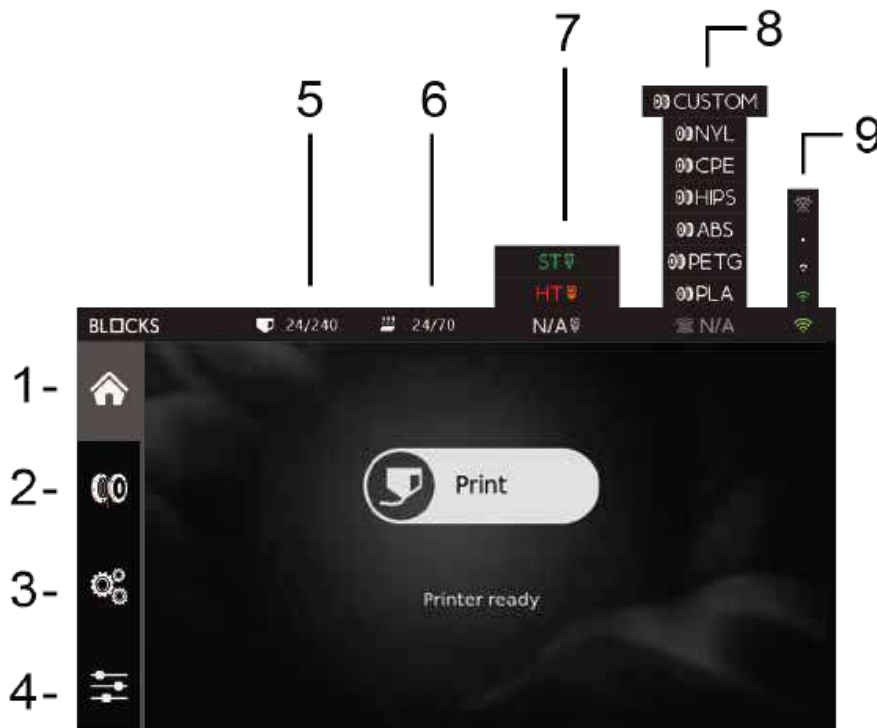 7
8
5
6
CUSTOM
NYL
9
CPE
HIPS
ABS
ST
PETG
HT
PLA
BLOCKS 24/240 24/70 N/A N/A
1-
Print
2-
3-
Printer ready
4-